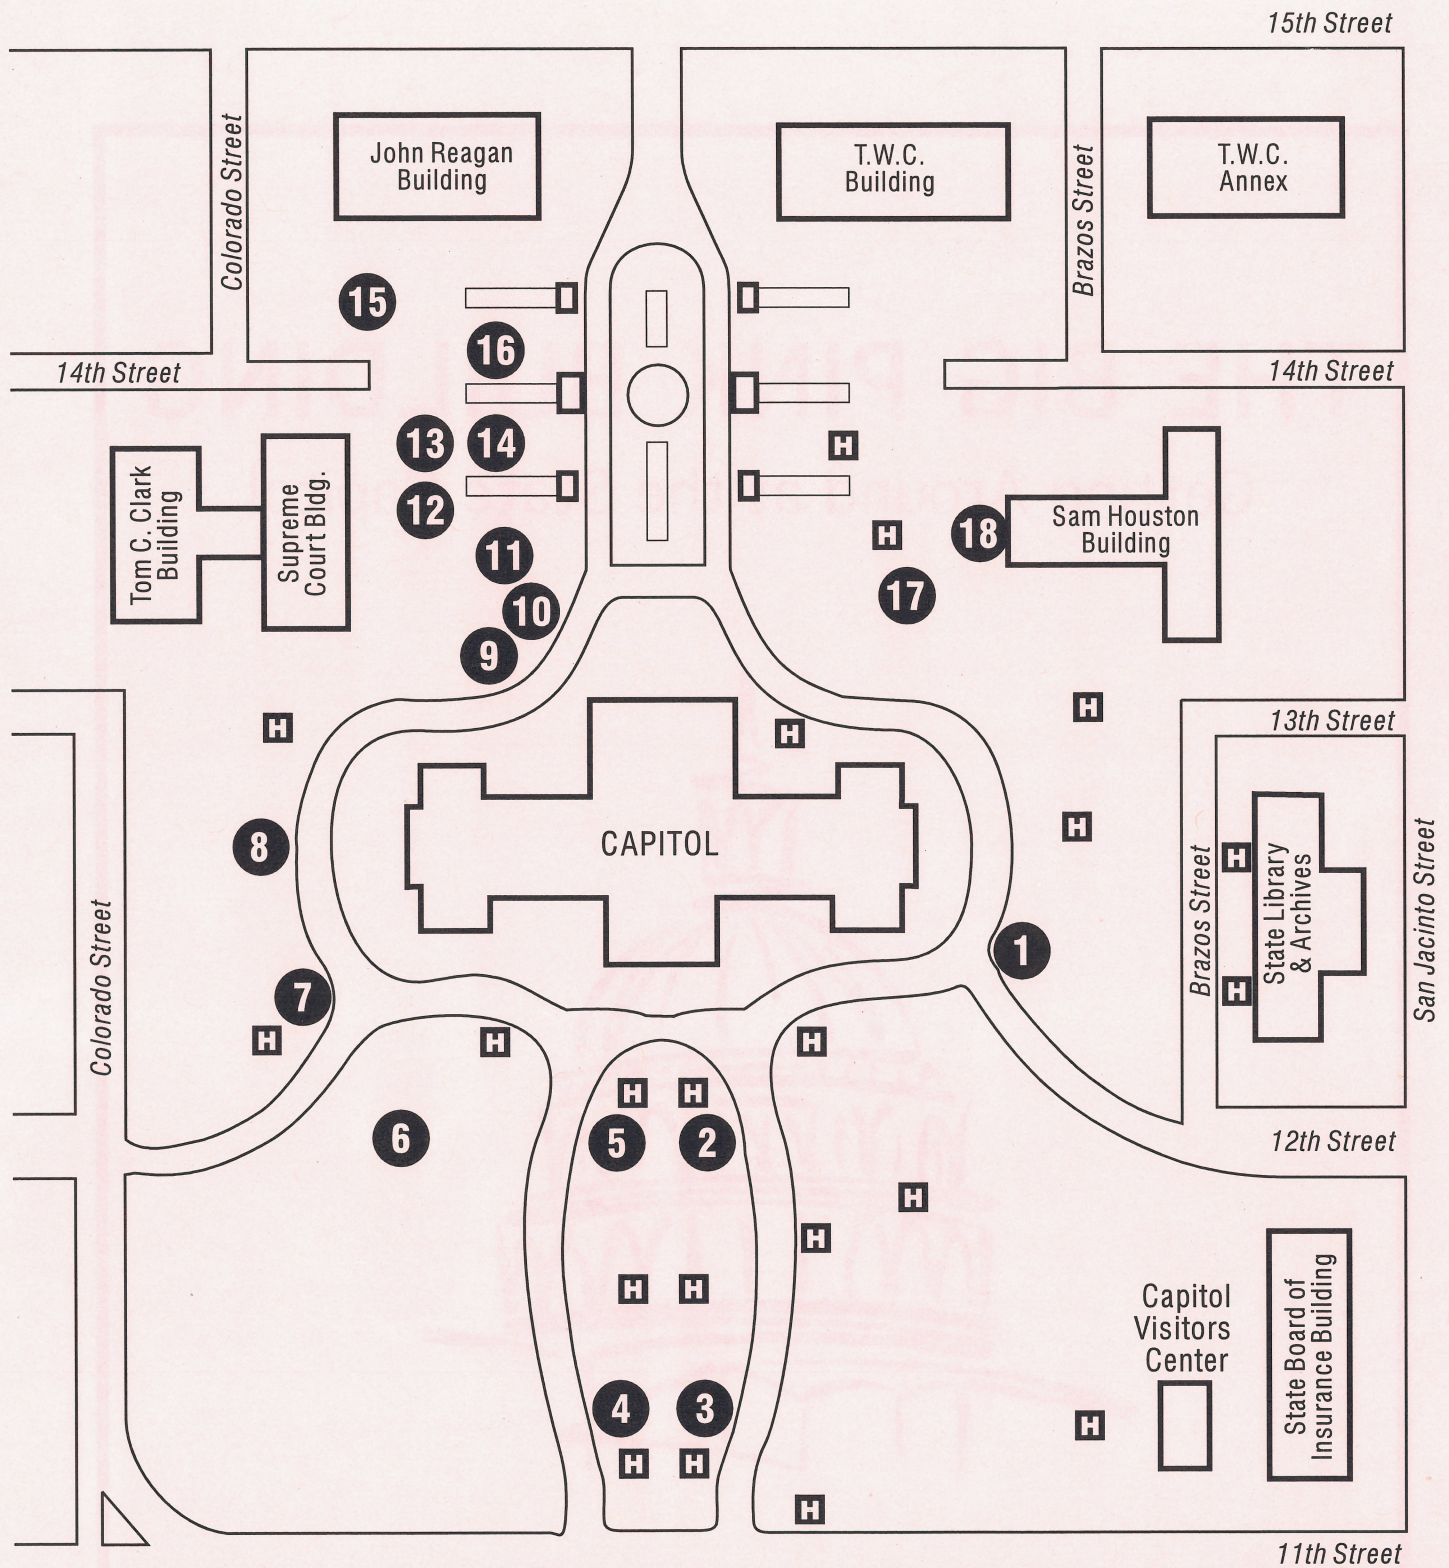 15th Street
John Reagan
Building
T.W.C.
Building
T.W.C.
Annex
Colorado Street
Brazos Street
15
16
14th Street
14th Street
13
14
H
Tom C. Clark
Building
Supreme
Court Bldg.
12
11
H
18
Sam Houston
Building
10
17
9
H
H
H
13th Street
8
CAPITOL
H
H
Brazos Street
State Library
& Archives
San Jacinto Street
Colorado Street
1
7
H
H
H
H
H
H
6
5
2
12th Street
H
H
H
H
Capitol
Visitors
Center
State Board of
Insurance Building
4
3
H
H
H
H
11th Street